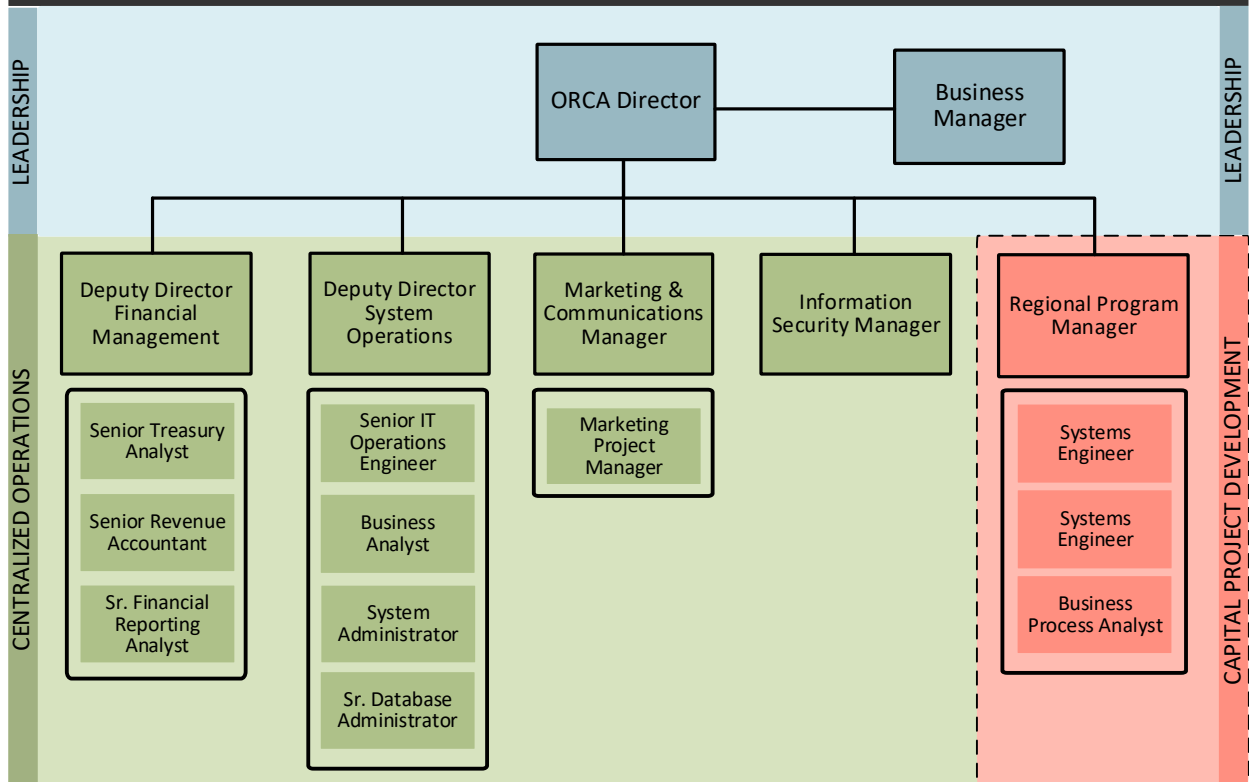 LEADERSHIP
ORCA Director
Business
Manager
LEADERSHIP
CENTRALIZED OPERATIONS
Deputy Director
Financial
Management
Senior Treasury
Analyst
Senior Revenue
Accountant
Sr. Financial
Reporting
Analyst
Deputy Director
System
Operations
Senior IT
Operations
Engineer
Business
Analyst
System
Administrator
Sr. Database
Administrator
Marketing &
Communications
Manager
Marketing
Project
Manager
Information
Security Manager
Regional Program
Manager
Systems
Engineer
Systems
Engineer
Business
Process Analyst
CAPITAL PROJECT DEVELOPMENT